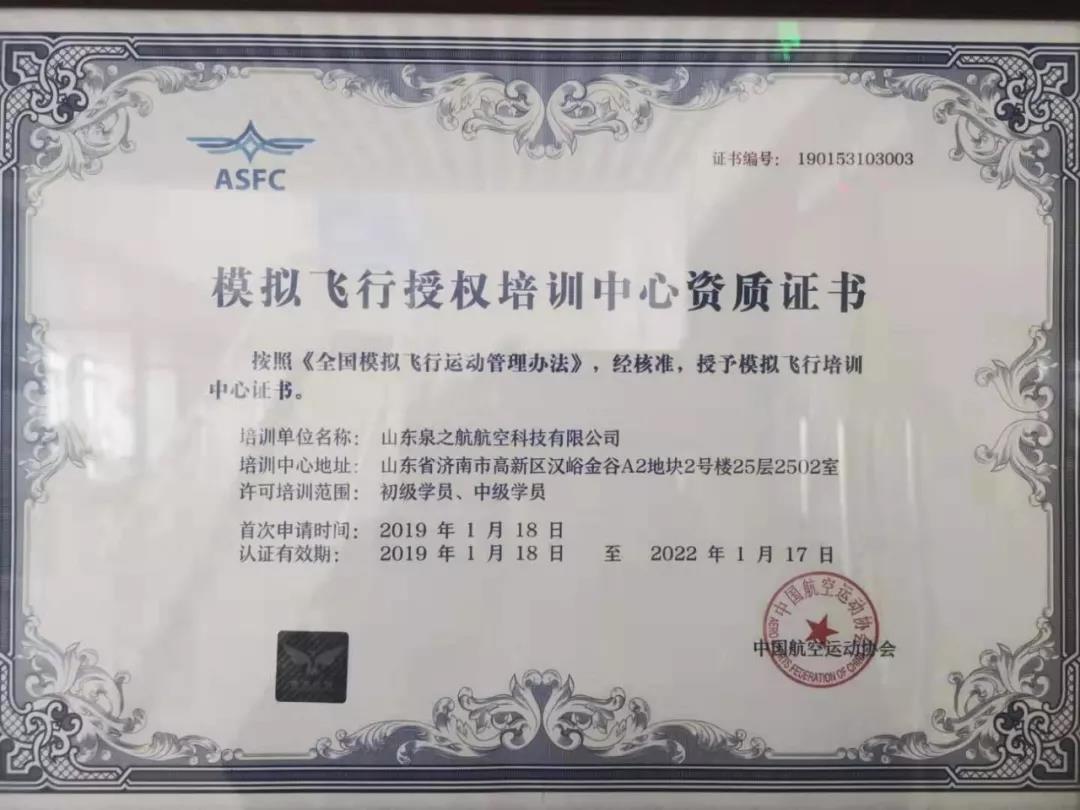 ASFC
证书编号： 190153103003
模拟飞行授权培训中心资质证书
按照《全国模拟飞行运动管理办法》，经核准，授予模拟飞行培训
中心证书。
培训单位名称： 山东泉之航航空科技有限公司
培训中心地址： 山东省济南市高新区汉峪金谷A2地块2号楼25层2502室
许可培训范围： 初级学员、中级学员
首次申请时间： 2019 年 1 月 18 日
认证有效期： 2019 年 1 月 18 日 至 2022 年 1 月 17 日
中国航空运动协会
AERO SPORTS FEDERATION OF CHINA
中国航空运动协会